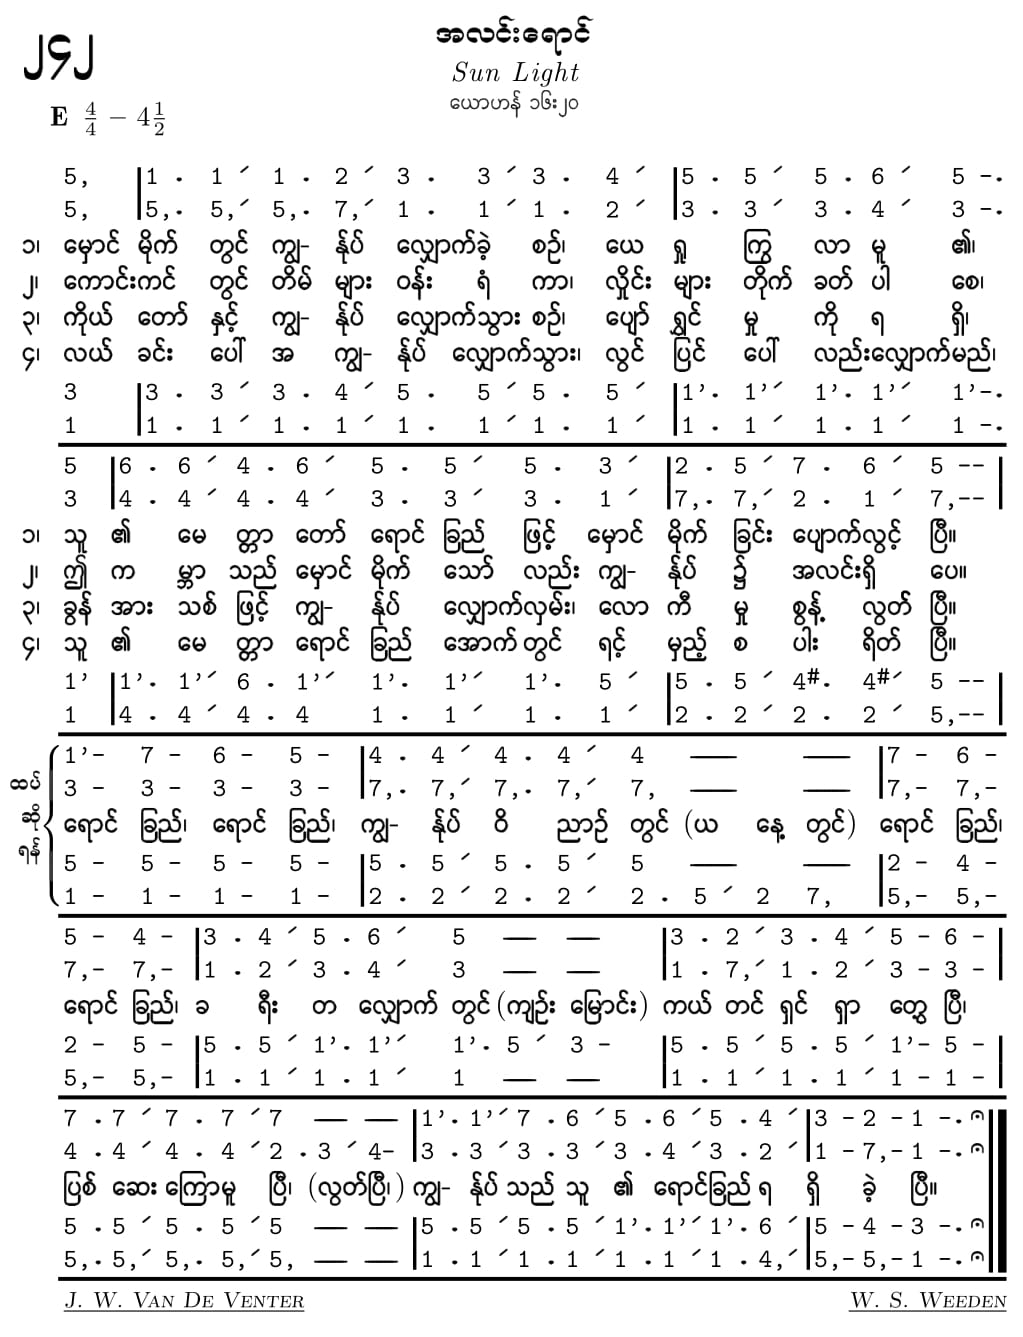 ၂၄၂
အလင်းရောင်
Sun Light
ယောဟန် ၁၆း၂၀
E 4/4 – 4 1/2
5, |1 . 1 ՛ 1 . 2 ՛ 3 . 3 ՛ 3 . 4 ՛ |5 . 5 ՛ 5 . 6 ՛ 5 -.
5, |5,. 5,՛ 5,. 7,՛ 1 . 1 ՛ 1 . 2 ՛ |3 . 3 ՛ 3 . 4 ՛ 3 -.
၁၊ မှောင် မိုက် တွင် ကျွ- န်ုပ် လျှောက်ခဲ့ စဉ်၊ ယေ ရှု ကြွ လာ မူ ၏၊
၂၊ ကောင်းကင် တွင် တိမ် များ ဝန်း ရံ ကာ၊ လှိုင်း များ တိုက် ခတ် ပါ စေ၊
၃၊ ကိုယ် တော် နှင့် ကျွ- န်ုပ် လျှောက်သွား စဉ်၊ ပျော် ရွှင် မှု ကို ရ ရှိ၊
၄၊ လယ် ခင်း ပေါ် အ ကျွ- န်ုပ် လျှောက်သွား၊ လွင် ပြင် ပေါ် လည်းလျှောက်မည်၊
3 |3 . 3 ՛ 3 . 4 ՛ 5 . 5 ՛ 5 . 5 ՛ |1’. 1’՛ 1’. 1’՛ 1’-.
1 |1 . 1 ՛ 1 . 1 ՛ 1 . 1 ՛ 1 . 1 ՛ |1 . 1 ՛ 1 . 1 ՛ 1 -.
5 |6 . 6 ՛ 4 . 6 ՛ 5 . 5 ՛ 5 . 3 ՛ |2 . 5 ՛ 7 . 6 ՛ 5 -- |
3 |4 . 4 ՛ 4 . 4 ՛ 3 . 3 ՛ 3 . 1 ՛ |7,. 7,՛ 2 . 1 ՛ 7,-- |
၁၊ သူ ၏ မေ တ္တာ တော် ရောင် ခြည် ဖြင့် မှောင် မိုက် ခြင်း ပျောက်လွင့် ပြီ။
၂၊ ဤ က မ္ဘာ သည် မှောင် မိုက် သော် လည်း ကျွ- န်ုပ် ၌ အလင်းရှိ ပေ။
၃၊ ခွန် အား သစ် ဖြင့် ကျွ- န်ုပ် လျှောက်လှမ်း၊ လော ကီ မှု စွန့် လွှတ် ပြီ။
၄၊ သူ ၏ မေ တ္တာ ရောင် ခြည် အောက် တွင် ရင့် မှည့် စ ပါး ရိတ် ပြီ။
1’ |1’. 1’՛ 6 . 1’՛ 1’. 1’՛ 1’. 5 ՛ |5 . 5 ՛ 4#. 4#՛ 5 -- |
1 |4 . 4 ՛ 4 . 4 1 . 1 ՛ 1 . 1 ՛ |2 . 2 ՛ 2 . 2 ՛ 5,-- |
ထပ် ဆို ရန်
1’- 7 - 6 - 5 - |4 . 4 ՛ 4 . 4 ՛ 4 — — |7 - 6 -
3 - 3 - 3 - 3 - |7,. 7,՛ 7,. 7,՛ 7, — — |7,- 7,-
ရောင် ခြည်၊ ရောင် ခြည်၊ ကျွ- န်ုပ် ဝိ ညာဉ် တွင် (ယ နေ့ တွင်) ရောင် ခြည်၊
5 - 5 - 5 - 5 - |5 . 5 ՛ 5 . 5 ՛ 5 — — |2 - 4 -
1 - 1 - 1 - 1 - |2 . 2 ՛ 2 . 2 ՛ 2 . 5 ՛ 2 7, |5,- 5,-
5 - 4 - |3 . 4 ՛ 5 . 6 ՛ 5 — — |3 . 2 ՛ 3 . 4 ՛ 5 - 6 - |
7,- 7,- |1 . 2 ՛ 3 . 4 ՛ 3 — — |1 . 7,՛ 1 . 2 ՛ 3 - 3 - |
ရောင် ခြည်၊ ခ ရီး တ လျှောက် တွင် (ကျဉ်း မြောင်း) ကယ် တင် ရှင် ရှာ တွေ့ ပြီ၊
2 - 5 - |5 . 5 ՛ 1’. 1’՛ 1’. 5 ՛ 3 - |5 . 5 ՛ 5 . 5 ՛ 1’- 5 - |
5,- 5,- |1 . 1 ՛ 1 . 1 ՛ 1 — — |1 . 1 ՛ 1 . 1 ՛ 1 - 1 - |
7 . 7 ՛ 7 . 7 ՛ 7 — — |1’. 1’՛ 7 . 6 ՛ 5 . 6 ՛ 5 . 4 ՛ |3 - 2 - 1 -. 𝄐
4 . 4 ՛ 4 . 4 ՛ 2 . 3 ՛ 4- |3 . 3 ՛ 3 . 3 ՛ 3 . 4 ՛ 3 . 2 ՛ |1 - 7,- 1 -. 𝄐
ပြစ် ဆေး ကြောမူ ပြီ၊ (လွတ်ပြီ၊) ကျွ- န်ုပ် သည် သူ ၏ ရောင်ခြည် ရ ရှိ ခဲ့ ပြီ။
5 . 5 ՛ 5 . 5 ՛ 5 — — |5 . 5 ՛ 5 . 5 ՛ 1’. 1’՛ 1’. 6 ՛ |5 - 4 - 3 -. 𝄐
5,. 5,՛ 5,. 5,՛ 5, — — |1 . 1 ՛ 1 . 1 ՛ 1 . 1 ՛ 1 . 4,՛ |5,- 5,- 1 -. 𝄐
J. W. Van De Venter
W. S. Weeden